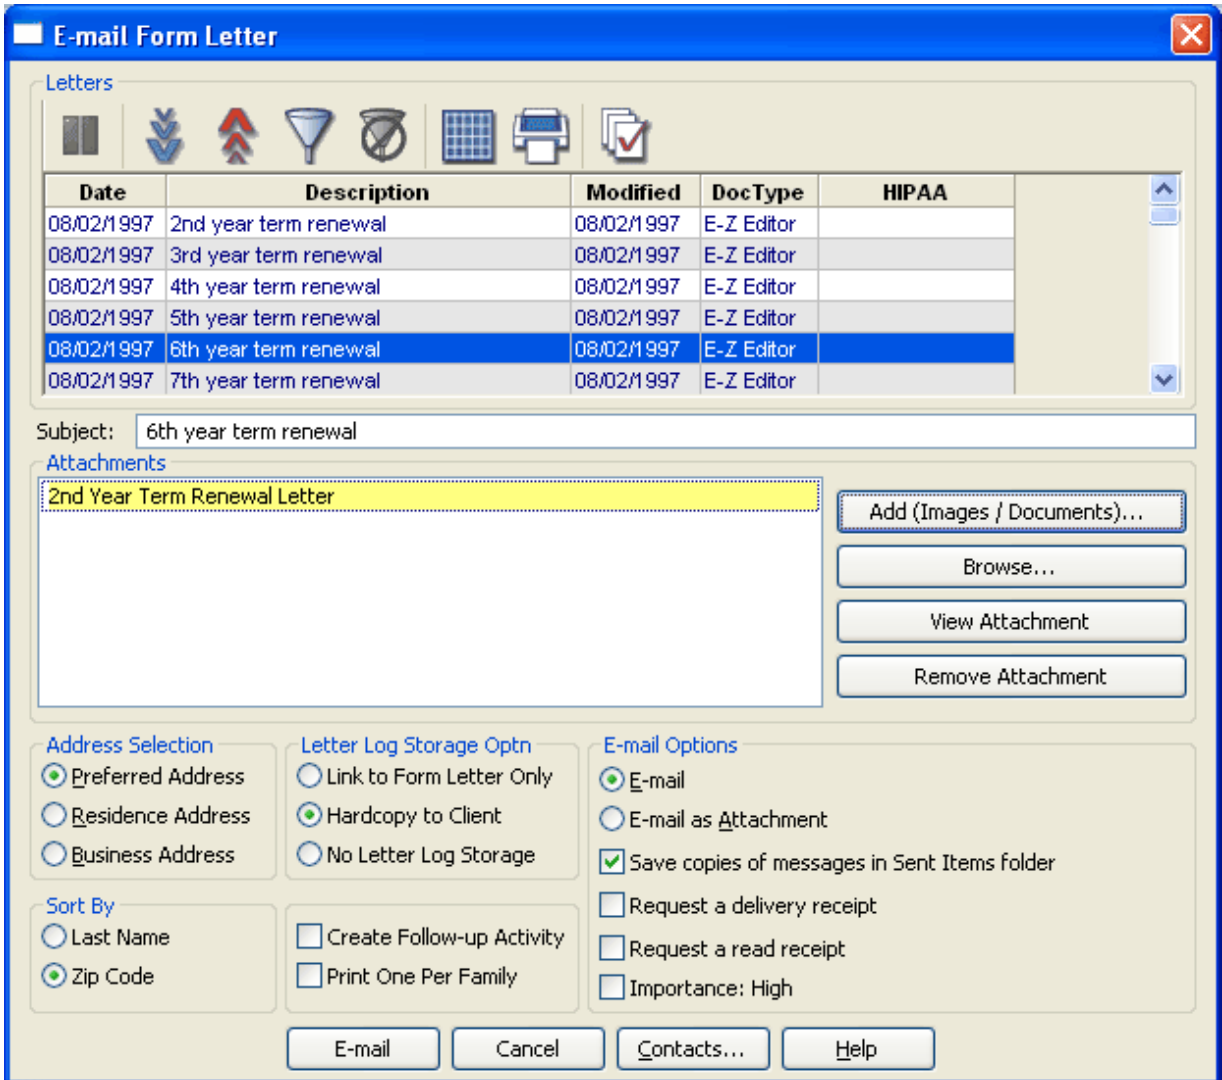 E-mail Form Letter
Letters
Date Description Modified DocType HIPAA
08/02/1997 2nd year term renewal 08/02/1997 E-Z Editor
08/02/1997 3rd year term renewal 08/02/1997 E-Z Editor
08/02/1997 4th year term renewal 08/02/1997 E-Z Editor
08/02/1997 5th year term renewal 08/02/1997 E-Z Editor
08/02/1997 6th year term renewal 08/02/1997 E-Z Editor
08/02/1997 7th year term renewal 08/02/1997 E-Z Editor
Subject: 6th year term renewal
Attachments
2nd Year Term Renewal Letter
Add (Images / Documents)...
Browse...
View Attachment
Remove Attachment
Address Selection
Preferred Address
Residence Address
Business Address
Letter Log Storage Optn
Link to Form Letter Only
Hardcopy to Client
No Letter Log Storage
E-mail Options
E-mail
E-mail as Attachment
Save copies of messages in Sent Items folder
Request a delivery receipt
Request a read receipt
Importance: High
Sort By
Last Name
Zip Code
Create Follow-up Activity
Print One Per Family
E-mail Cancel Contacts... Help